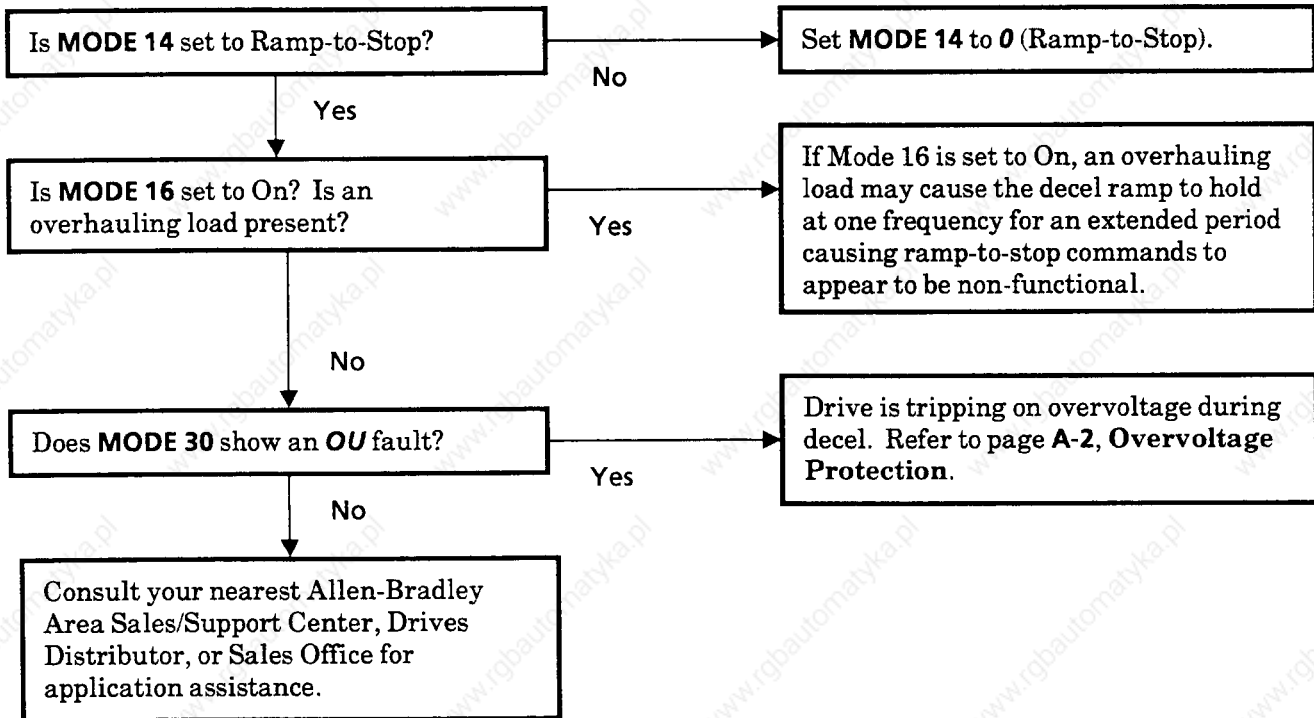 Is MODE 14 set to Ramp-to-Stop?
No
Set MODE 14 to 0 (Ramp-to-Stop).
Yes
Is MODE 16 set to On? Is an
overhauling load present?
Yes
If Mode 16 is set to On, an overhauling
load may cause the decel ramp to hold
at one frequency for an extended period
causing ramp-to-stop commands to
appear to be non-functional.
No
Does MODE 30 show an OU fault?
Yes
Drive is tripping on overvoltage during
decel. Refer to page A-2, Overvoltage
Protection.
No
Consult your nearest Allen-Bradley
Area Sales/Support Center, Drives
Distributor, or Sales Office for
application assistance.
www.rgbautomatyka.pl